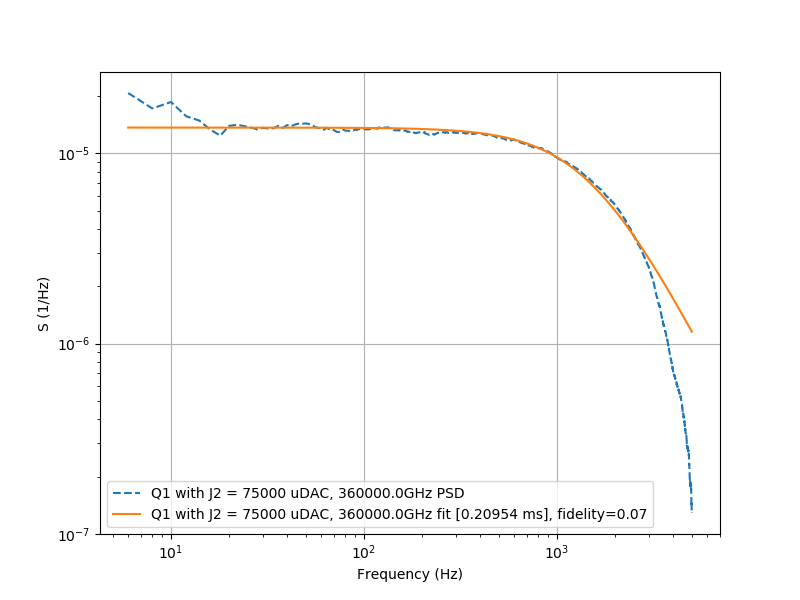 S (1/Hz)
10⁻⁵
10⁻⁶
10⁻⁷
Q1 with J2 = 75000 uDAC, 360000.0GHz PSD
Q1 with J2 = 75000 uDAC, 360000.0GHz fit [0.20954 ms], fidelity=0.07
10¹
10²
10³
Frequency (Hz)